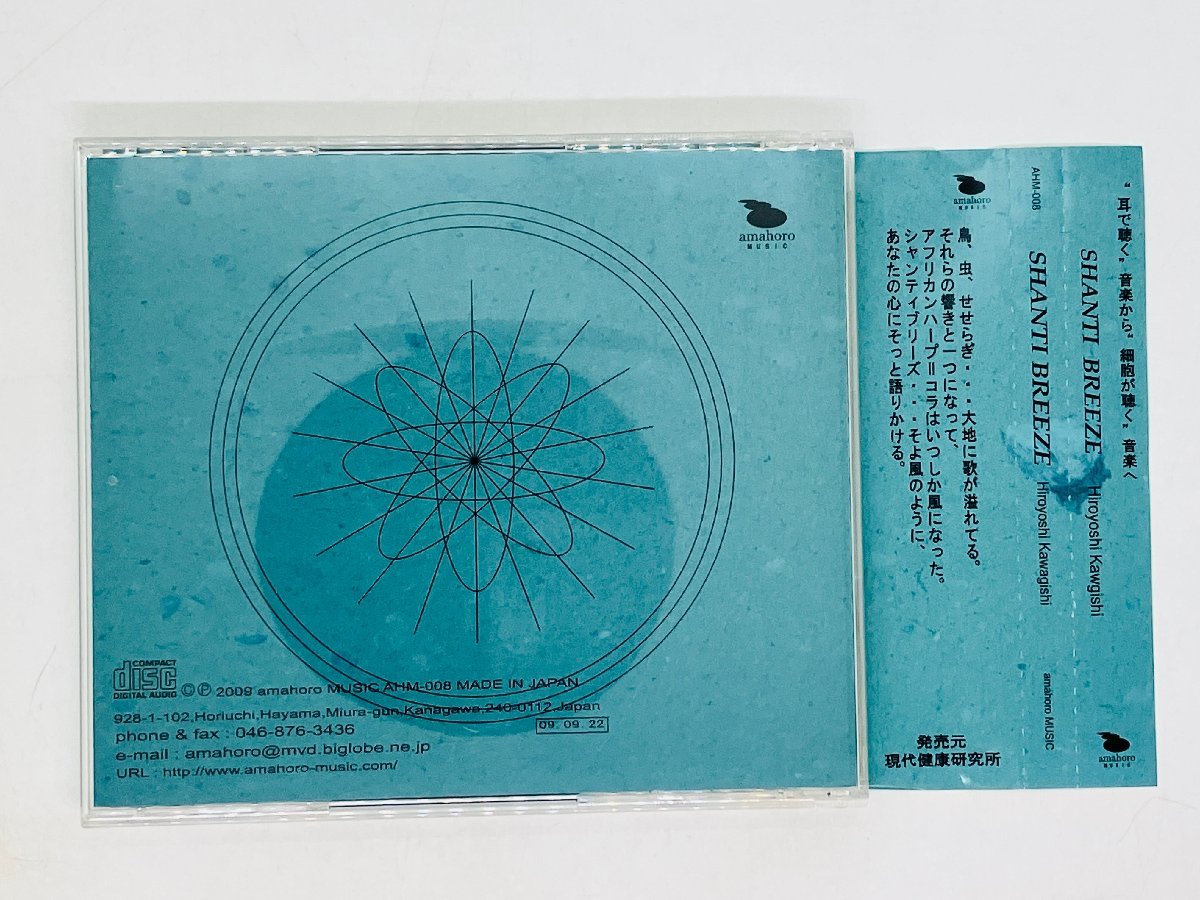 amahoro
MUSIC
COMPACT
disc
DIGITAL AUDIO
©℗ 2009 amahoro MUSIC AHM-008 MADE IN JAPAN
928-1-102,Horiuchi,Hayama,Miura-gun,Kanagawa,240-0112,Japan
phone & fax : 046-876-3436
09. 09. 22
e-mail : amahoro@mvd.biglobe.ne.jp
URL : http://www.amahoro-music.com/
“耳で聴く”音楽から“細胞が聴く”音楽へ
SHANTI BREEZE Hiroyoshi Kawgishi
amahoro
MUSIC
AHM-008 SHANTI BREEZE Hiroyoshi Kawagishi amahoro MUSIC
amahoro
MUSIC
鳥、虫、せせらぎ・・・大地に歌が溢れてる。
それらの響きと一つになって、
アフリカンハープ＝コラはいつしか風になった。
シャンティブリーズ・・・そよ風のように、
あなたの心にそっと語りかける。
発売元
現代健康研究所